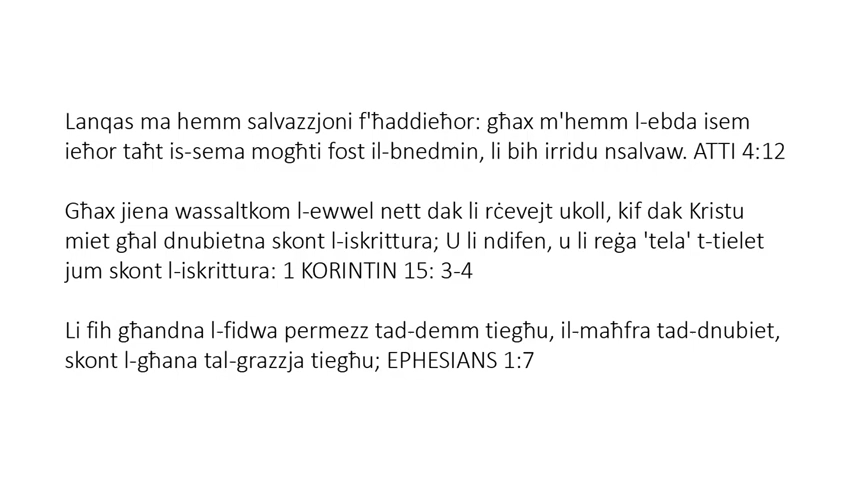 Lanqas ma hemm salvazzjoni f'ħaddieħor: għax m'hemm l-ebda isem
ieħor taħt is-sema mogħti fost il-bnedmin, li bih irridu nsalvaw. ATTI 4:12
Għax jiena wassaltkom l-ewwel nett dak li rċevejt ukoll, kif dak Kristu
miet għal dnubietna skont l-iskrittura; U li ndifen, u li reġa 'tela' t-tielet
jum skont l-iskrittura: 1 KORINTIN 15: 3-4
Li fih għandna l-fidwa permezz tad-demm tiegħu, il-maħfra tad-dnubiet,
skont l-għana tal-grazzja tiegħu; EPHESIANS 1:7